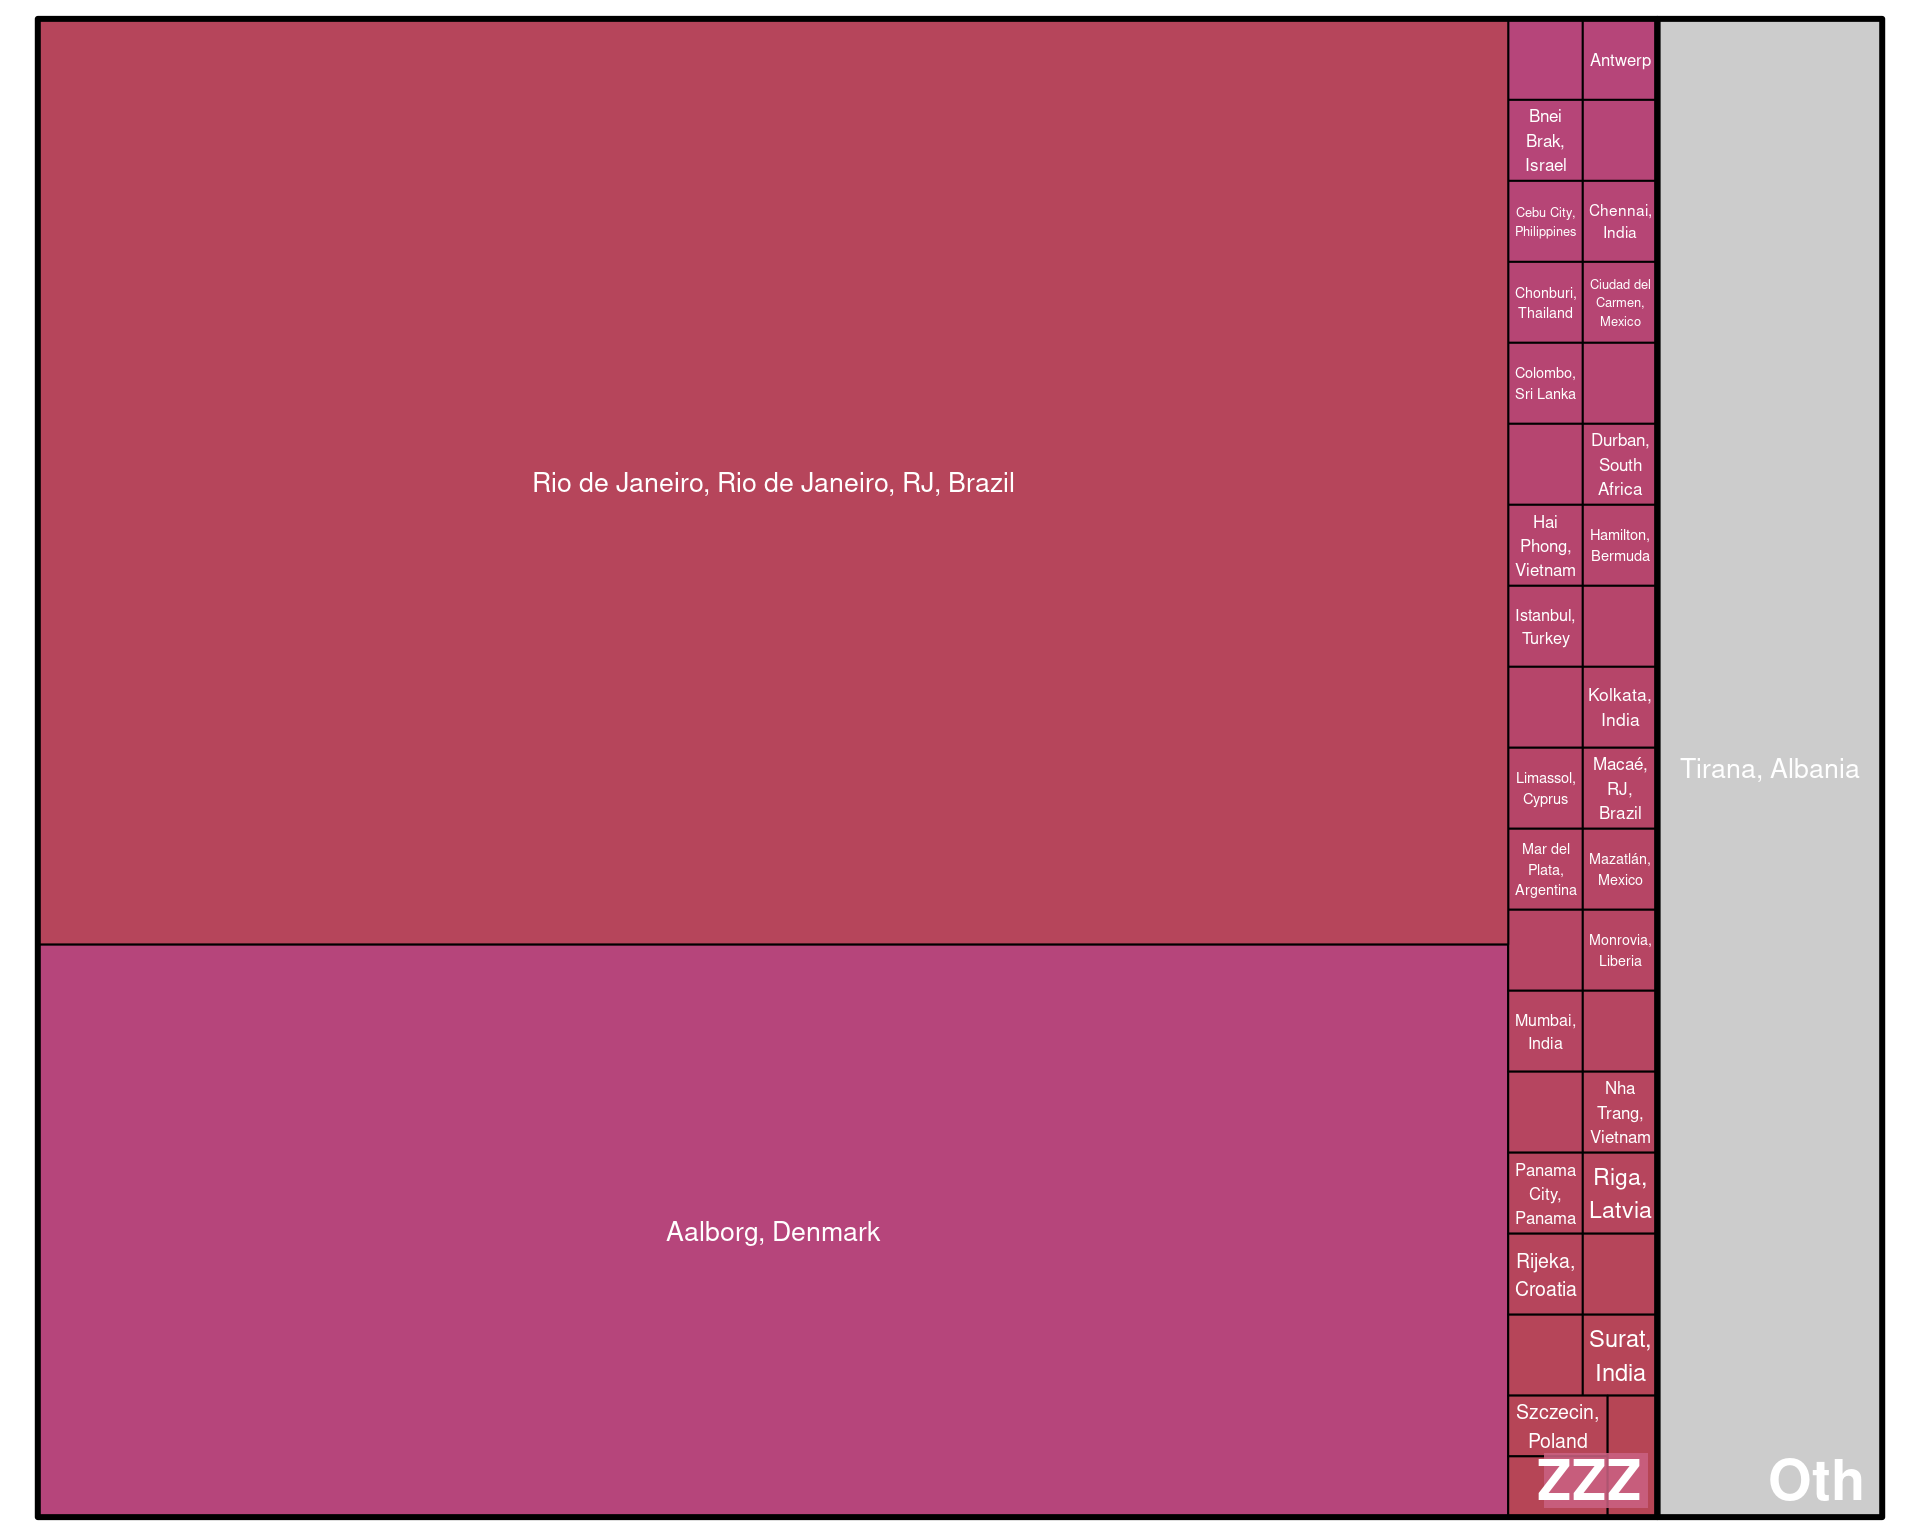 Rio de Janeiro, Rio de Janeiro, RJ, Brazil
Aalborg, Denmark
Antwerp
Bnei
Brak,
Israel
Cebu City,
Philippines
Chennai,
India
Chonburi,
Thailand
Ciudad del
Carmen,
Mexico
Colombo,
Sri Lanka
Durban,
South
Africa
Hai
Phong,
Vietnam
Hamilton,
Bermuda
Istanbul,
Turkey
Kolkata,
India
Limassol,
Cyprus
Macaé,
RJ,
Brazil
Mar del
Plata,
Argentina
Mazatlán,
Mexico
Monrovia,
Liberia
Mumbai,
India
Nha
Trang,
Vietnam
Panama
City,
Panama
Riga,
Latvia
Rijeka,
Croatia
Surat,
India
Szczecin,
Poland
ZZZ
Tirana, Albania
Oth